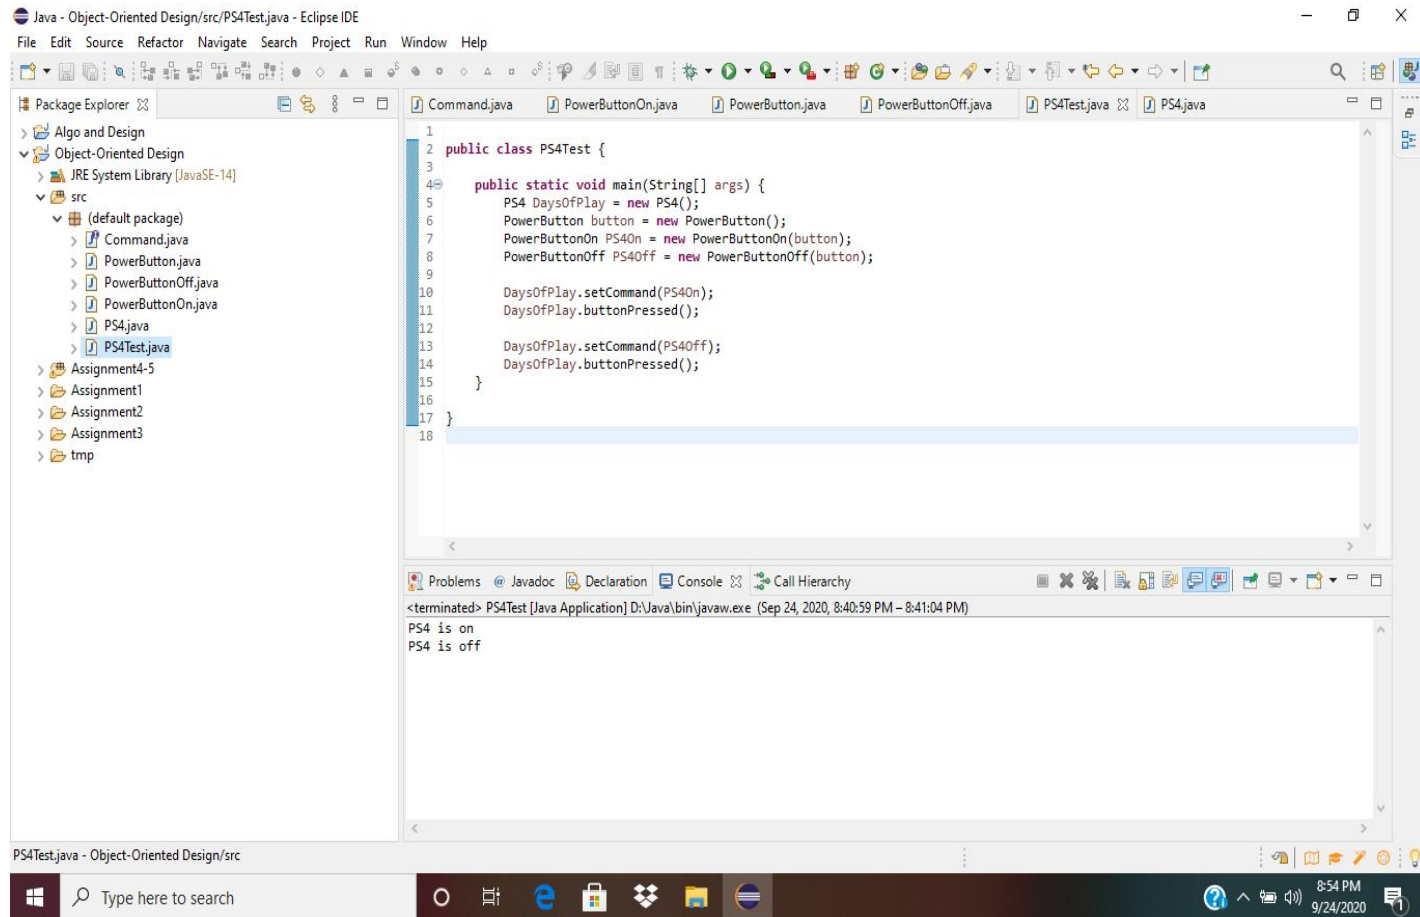 Java - Object-Oriented Design/src/PS4Test.java - Eclipse IDE
File Edit Source Refactor Navigate Search Project Run Window Help
Package Explorer
Algo and Design
Object-Oriented Design
JRE System Library [JavaSE-14]
src
(default package)
Command.java
PowerButton.java
PowerButtonOff.java
PowerButtonOn.java
PS4.java
PS4Test.java
Assignment4-5
Assignment1
Assignment2
Assignment3
tmp
Command.java PowerButtonOn.java PowerButton.java PowerButtonOff.java PS4Test.java PS4.java
1
2 public class PS4Test {
3
4 public static void main(String[] args) {
5 PS4 DaysOfPlay = new PS4();
6 PowerButton button = new PowerButton();
7 PowerButtonOn PS4On = new PowerButtonOn(button);
8 PowerButtonOff PS4Off = new PowerButtonOff(button);
9
10 DaysOfPlay.setCommand(PS4On);
11 DaysOfPlay.buttonPressed();
12
13 DaysOfPlay.setCommand(PS4Off);
14 DaysOfPlay.buttonPressed();
15 }
16
17 }
18
Problems @ Javadoc Declaration Console Call Hierarchy
<terminated> PS4Test [Java Application] D:\Java\bin\javaw.exe (Sep 24, 2020, 8:40:59 PM – 8:41:04 PM)
PS4 is on
PS4 is off
PS4Test.java - Object-Oriented Design/src
Type here to search
8:54 PM
9/24/2020
1